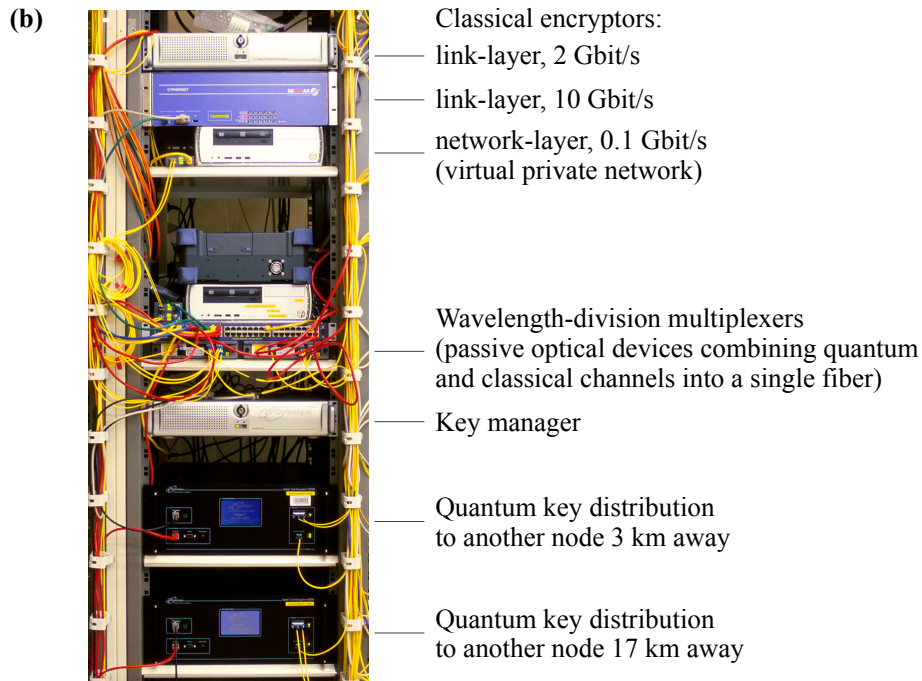 (b)
Classical encryptors:
link-layer, 2 Gbit/s
CYPHERNET
link-layer, 10 Gbit/s
network-layer, 0.1 Gbit/s
(virtual private network)
Wavelength-division multiplexers
(passive optical devices combining quantum
and classical channels into a single fiber)
Key manager
Quantum key distribution
to another node 3 km away
Quantum key distribution
to another node 17 km away